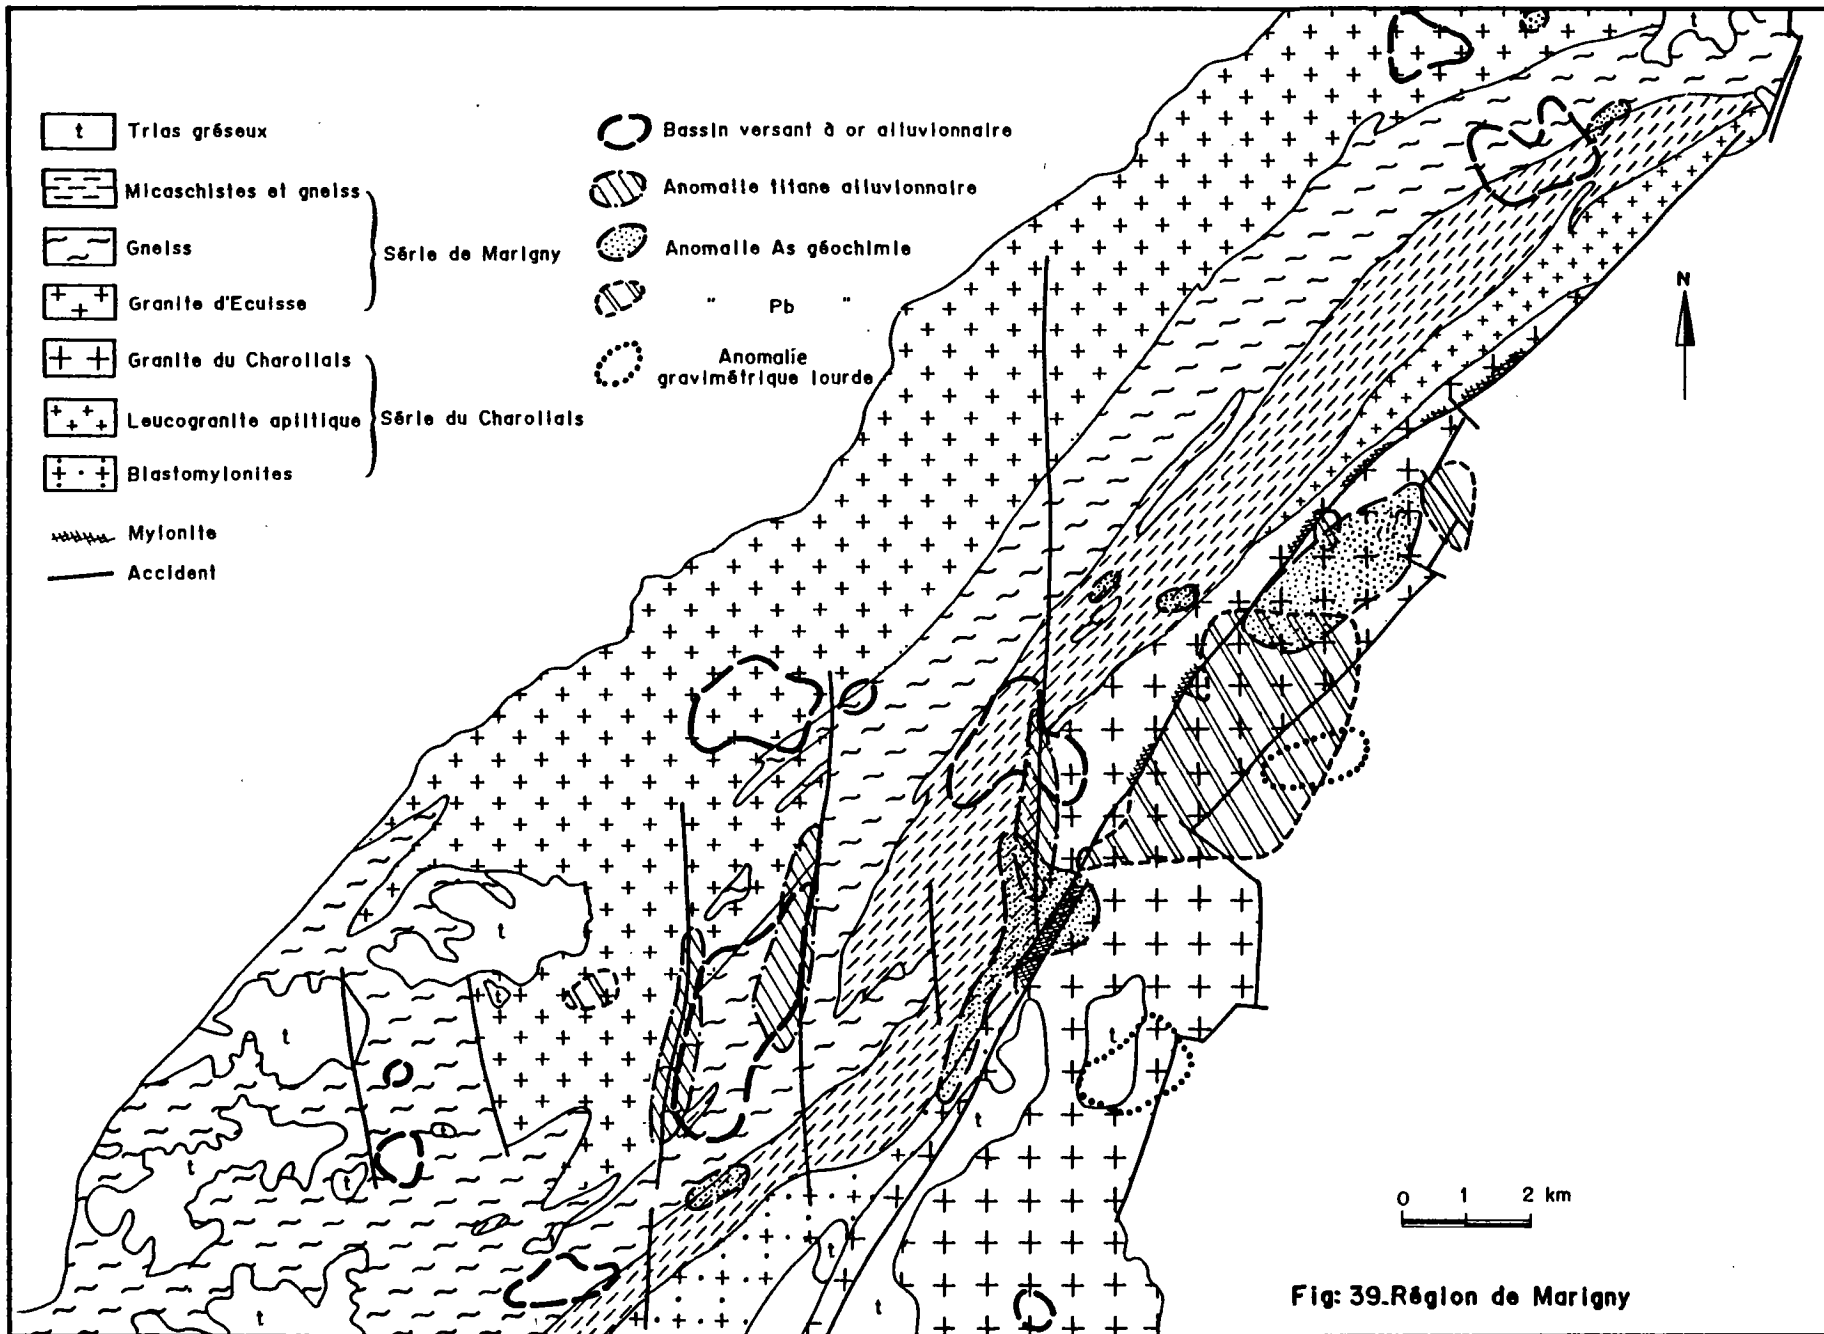 t Trias gréseux
Micaschistes et gneiss
Gneiss
Série de Marigny
Granite d'Ecuisse
Granite du Charollais
Leucogranite aplitique
Série du Charollais
Blastomylonites
Mylonite
Accident
Bassin versant à or alluvionnaire
Anomalie titane alluvionnaire
Anomalie As géochimie
" Pb "
Anomalie
gravimétrique lourde
t
N
t
t
t
t
t
t
t
t
t
t
t
0 1 2 km
Fig: 39_Région de Marigny